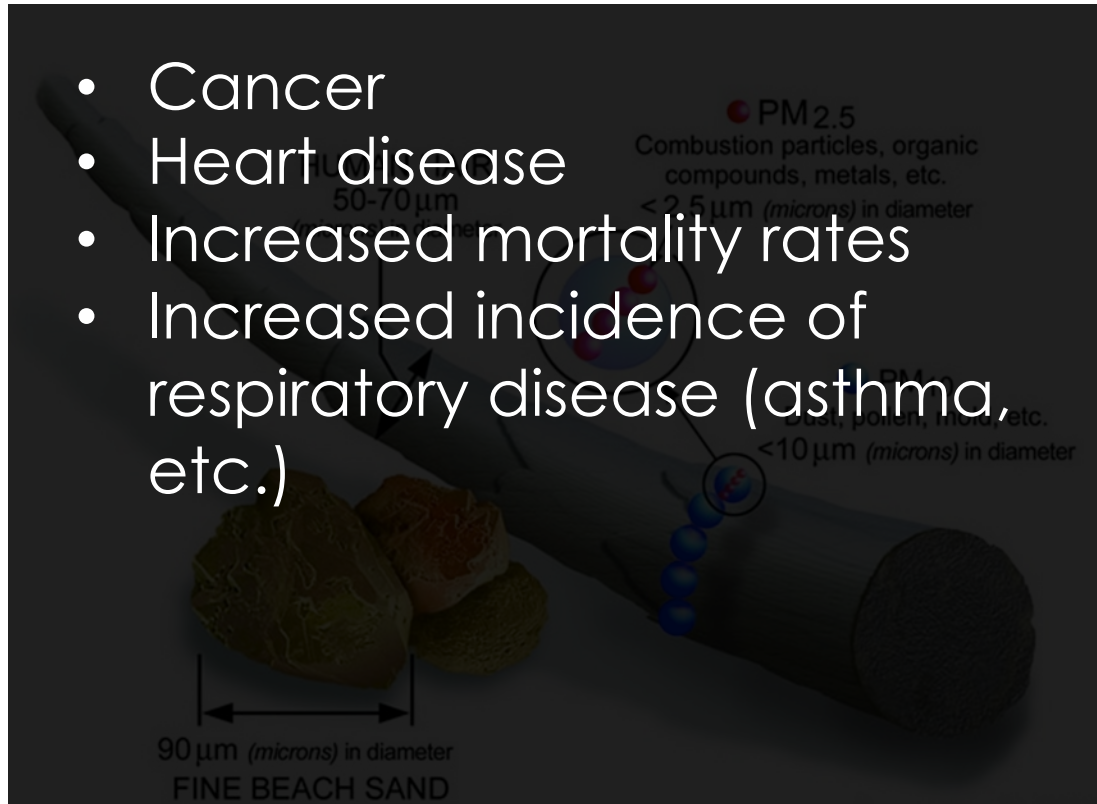 • Cancer
• Heart disease
• Increased mortality rates
• Increased incidence of
respiratory disease (asthma,
etc.)
PM2.5
Combustion particles, organic
compounds, metals, etc.
< 2.5 µm (microns) in diameter
50-70 µm
Dust, pollen, mold, etc.
<10 µm (microns) in diameter
90 µm (microns) in diameter
FINE BEACH SAND